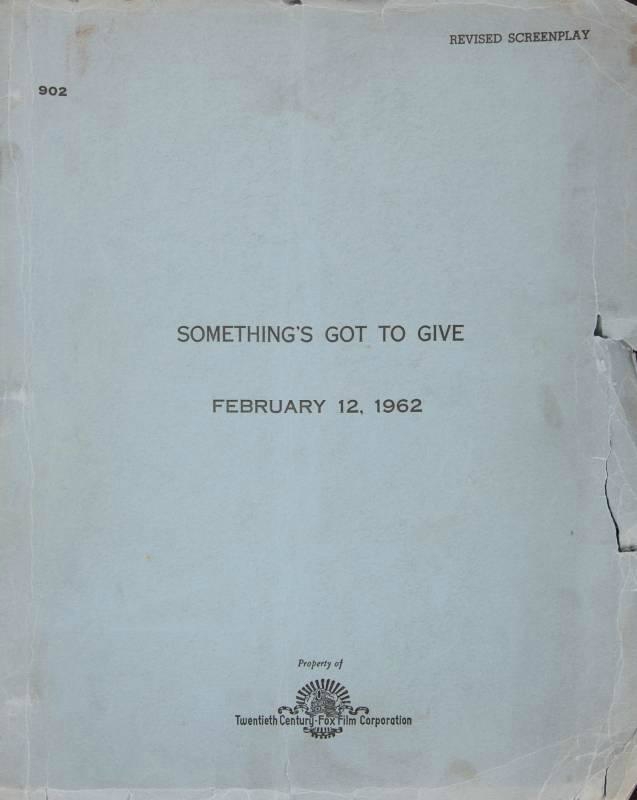 REVISED SCREENPLAY
902
SOMETHING'S GOT TO GIVE
FEBRUARY 12, 1962
Property of
Twentieth Century-Fox Film Corporation